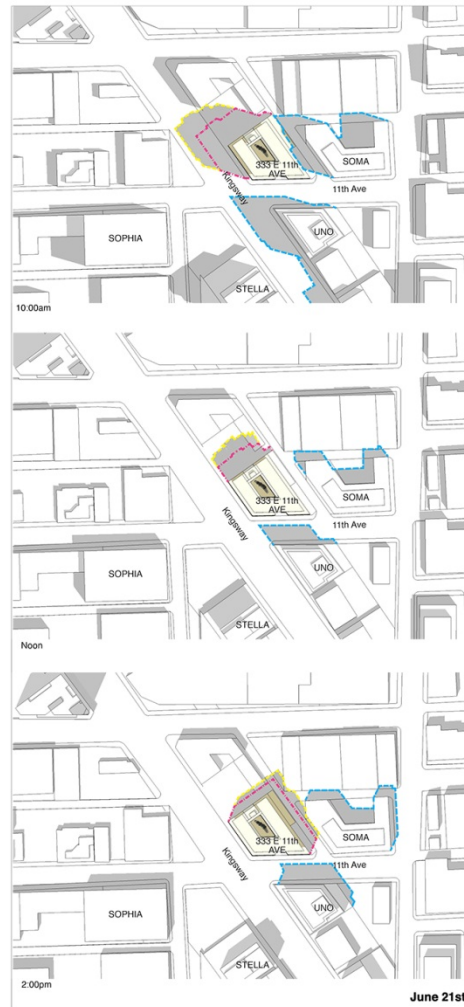 333 E 11th
AVE
SOMA
Kingsway
11th Ave
SOPHIA
UNO
STELLA
10:00am
333 E 11th
AVE
SOMA
Kingsway
11th Ave
UNO
SOPHIA
STELLA
Noon
333 E 11th
AVE
SOMA
Kingsway
11th Ave
SOPHIA
UNO
STELLA
2:00pm
June 21st